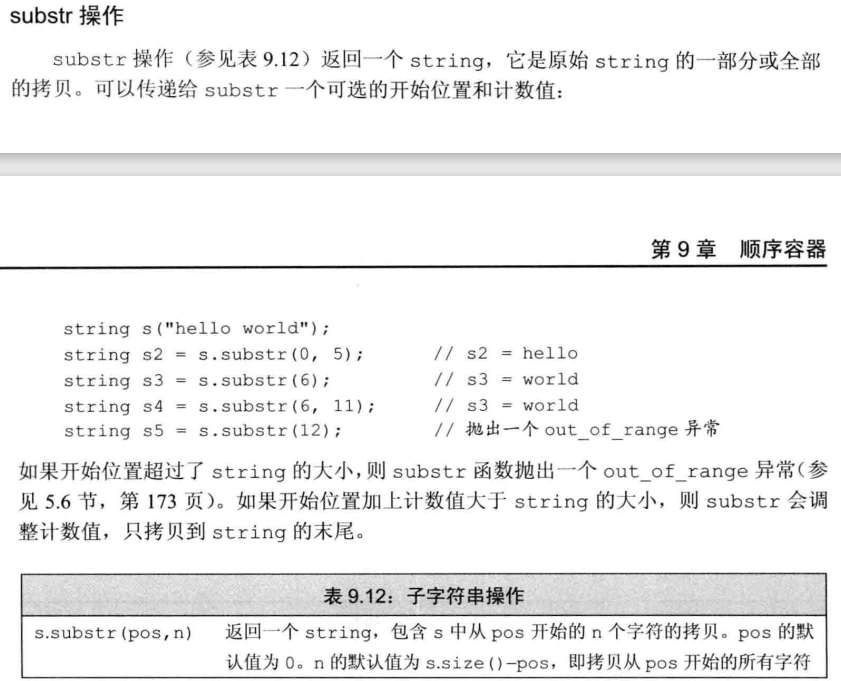 substr 操作
substr 操作（参见表 9.12）返回一个 string，它是原始 string 的一部分或全部
的拷贝。可以传递给 substr 一个可选的开始位置和计数值：
第 9 章 顺序容器
string s("hello world");
string s2 = s.substr(0, 5); // s2 = hello
string s3 = s.substr(6); // s3 = world
string s4 = s.substr(6, 11); // s3 = world
string s5 = s.substr(12); // 抛出一个 out_of_range 异常
如果开始位置超过了 string 的大小，则 substr 函数抛出一个 out_of_range 异常（参
见 5.6 节，第 173 页）。如果开始位置加上计数值大于 string 的大小，则 substr 会调
整计数值，只拷贝到 string 的末尾。
表 9.12：子字符串操作
s.substr(pos,n) 返回一个 string，包含 s 中从 pos 开始的 n 个字符的拷贝。pos 的默
认值为 0。n 的默认值为 s.size()-pos，即拷贝从 pos 开始的所有字符